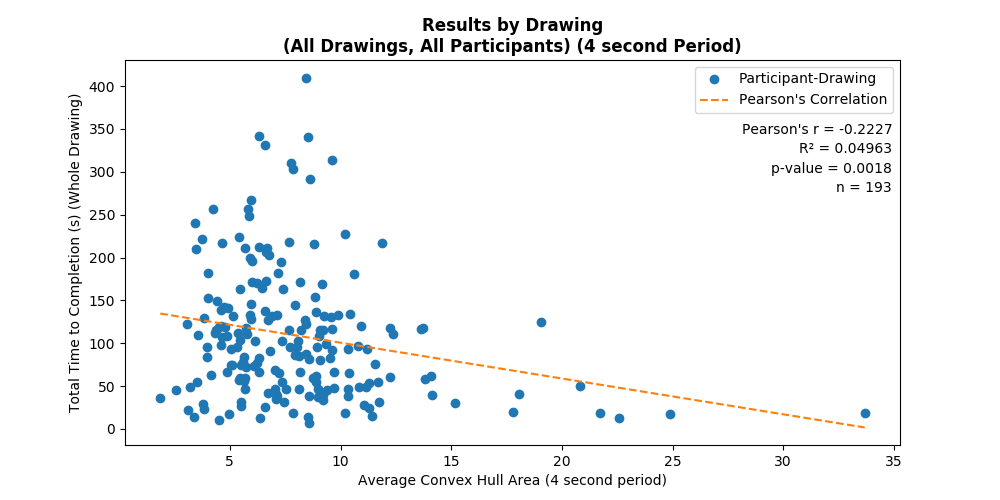 Results by Drawing
(All Drawings, All Participants) (4 second Period)
Participant-Drawing
Pearson's Correlation
Pearson's r = -0.2227
R² = 0.04963
p-value = 0.0018
n = 193
Total Time to Completion (s) (Whole Drawing)
400
350
300
250
200
150
100
50
0
5 10 15 20 25 30 35
Average Convex Hull Area (4 second period)